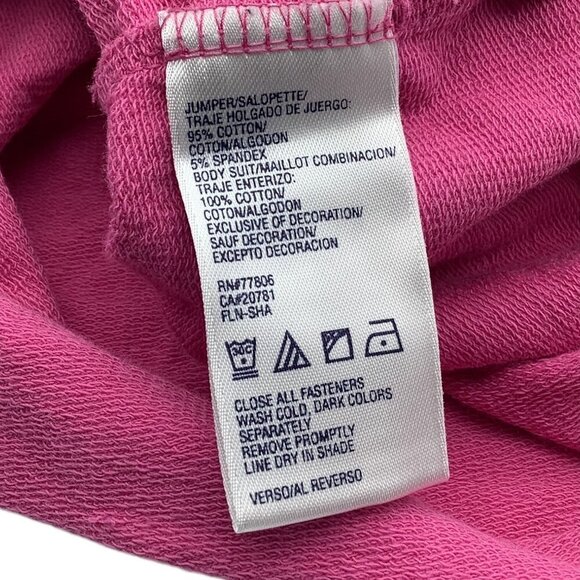 JUMPER/SALOPETTE/
TRAJE HOLGADO DE JUERGO:
95% COTTON/
COTON/ALGODON
5% SPANDEX
BODY SUIT/MAILLOT COMBINACION/
TRAJE ENTERIZO:
100% COTTON/
COTON/ALGODON
EXCLUSIVE OF DECORATION/
SAUF DECORATION/
EXCEPTO DECORACION
RN#77806
CA#20781
FLN-SHA
30C
CLOSE ALL FASTENERS
WASH COLD, DARK COLORS
SEPARATELY
REMOVE PROMPTLY
LINE DRY IN SHADE
VERSO/AL REVERSO